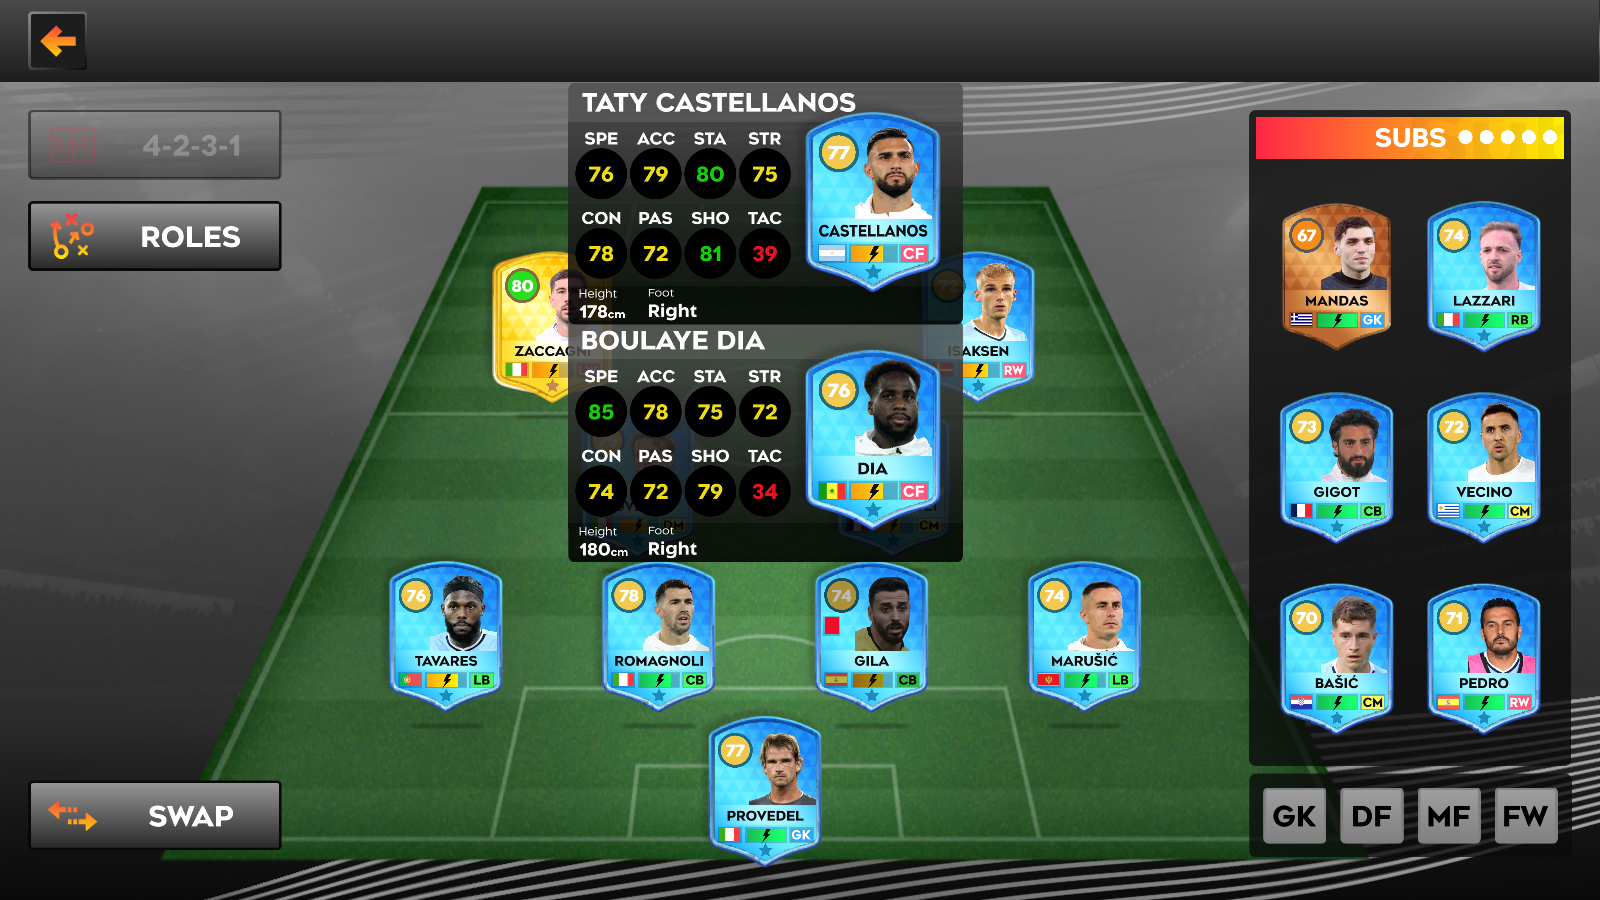 4-2-3-1
ROLES
SWAP
TATY CASTELLANOS
SPE ACC STA STR
76 79 80 75
CON PAS SHO TAC
78 72 81 39
Height Foot
178cm Right
77
CASTELLANOS
CF
BOULAYE DIA
SPE ACC STA STR
85 78 75 72
CON PAS SHO TAC
74 72 79 34
Height Foot
180cm Right
76
DIA
CF
80
ZACCAGNI
ISAKSEN
RW
DM
CM
76
TAVARES
LB
78
ROMAGNOLI
CB
74
GILA
CB
74
MARUŠIĆ
LB
77
PROVEDEL
GK
SUBS
67
MANDAS
GK
74
LAZZARI
RB
73
GIGOT
CB
72
VECINO
CM
70
BAŠIĆ
CM
71
PEDRO
RW
GK DF MF FW